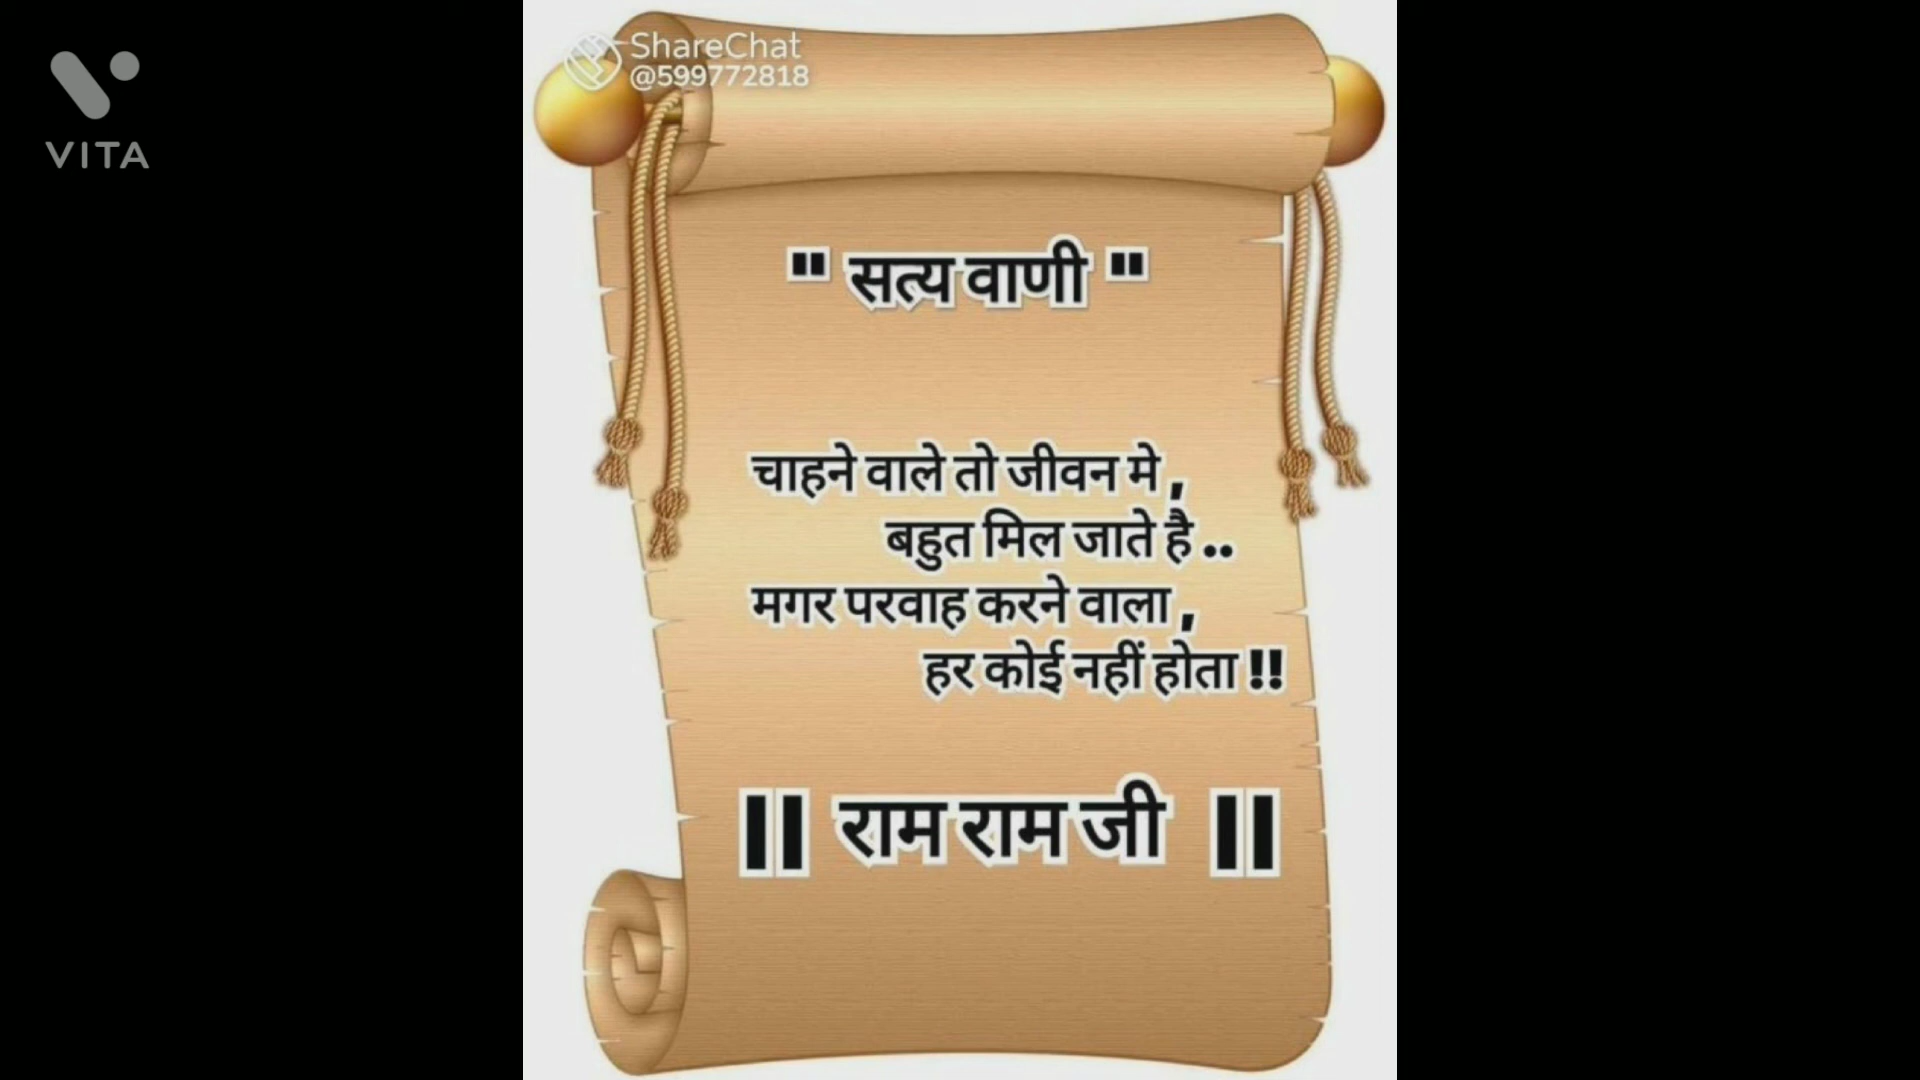 VITA
ShareChat
@599772818
" सत्य वाणी "
चाहने वाले तो जीवन मे ,
बहुत मिल जाते है ..
मगर परवाह करने वाला ,
हर कोई नहीं होता !!
|| राम राम जी ||